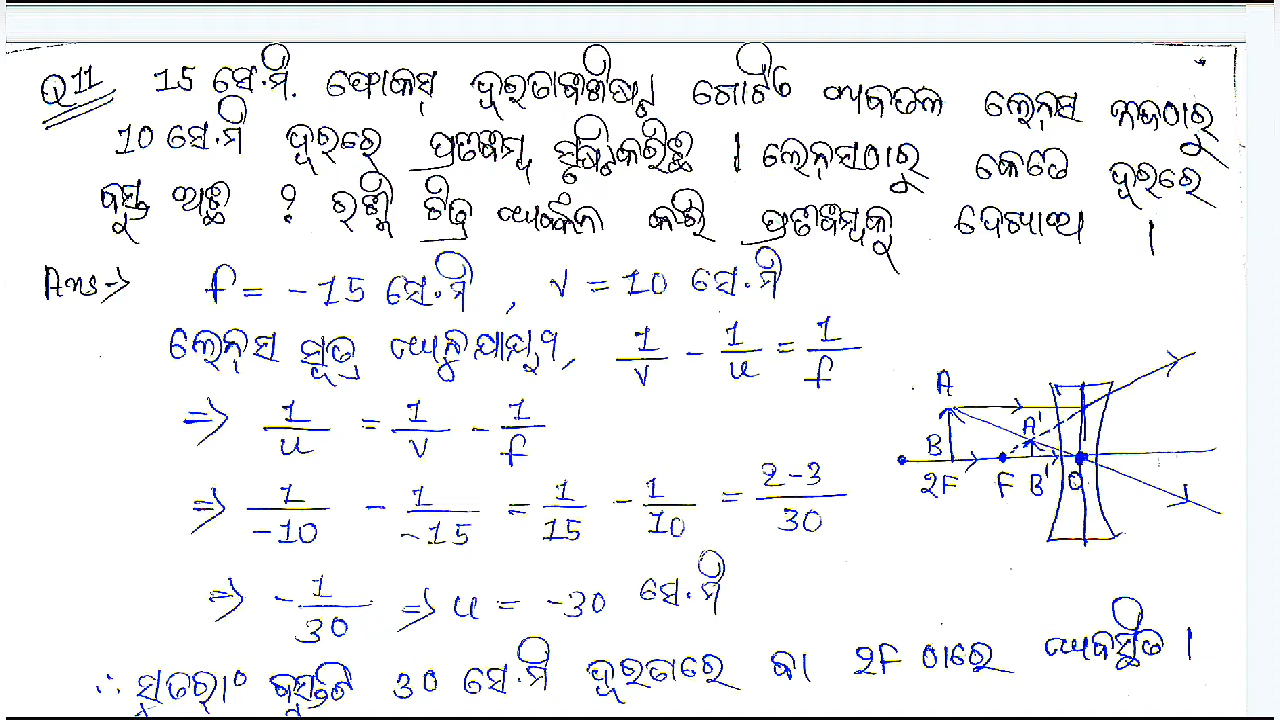 Q11 15 ସେ.ମି. ଫୋକସ୍ ଦୂରତାବିଶିଷ୍ଟ ଗୋଟିଏ ଅବତଳ ଲେନ୍ସ ନିଜଠାରୁ
10 ସେ.ମି ଦୂରରେ ପ୍ରତିବିମ୍ବ ସୃଷ୍ଟିକରିଛି । ଲେନ୍ସଠାରୁ କେତେ ଦୂରରେ
ବସ୍ତୁ ଅଛି ? ରଶ୍ମି ଚିତ୍ର ଅଙ୍କନ କରି ପ୍ରତିବିମ୍ବକୁ ଦେଖାଅ ।
Ans→ f = -15 ସେ.ମି , v = 10 ସେ.ମି
ଲେନ୍ସ ସୂତ୍ର ଅନୁଯାୟୀ, 1/v - 1/u = 1/f
⇒ 1/u = 1/v - 1/f
⇒ 1/-10 - 1/-15 = 1/15 - 1/10 = 2-3/30
⇒ -1/30 ⇒ u = -30 ସେ.ମି
∴ ସୁତରାଂ ବସ୍ତୁଟି 30 ସେ.ମି ଦୂରତାରେ ବା 2F ଠାରେ ଅବସ୍ଥିତ ।
A
A'
B
2F F B' O